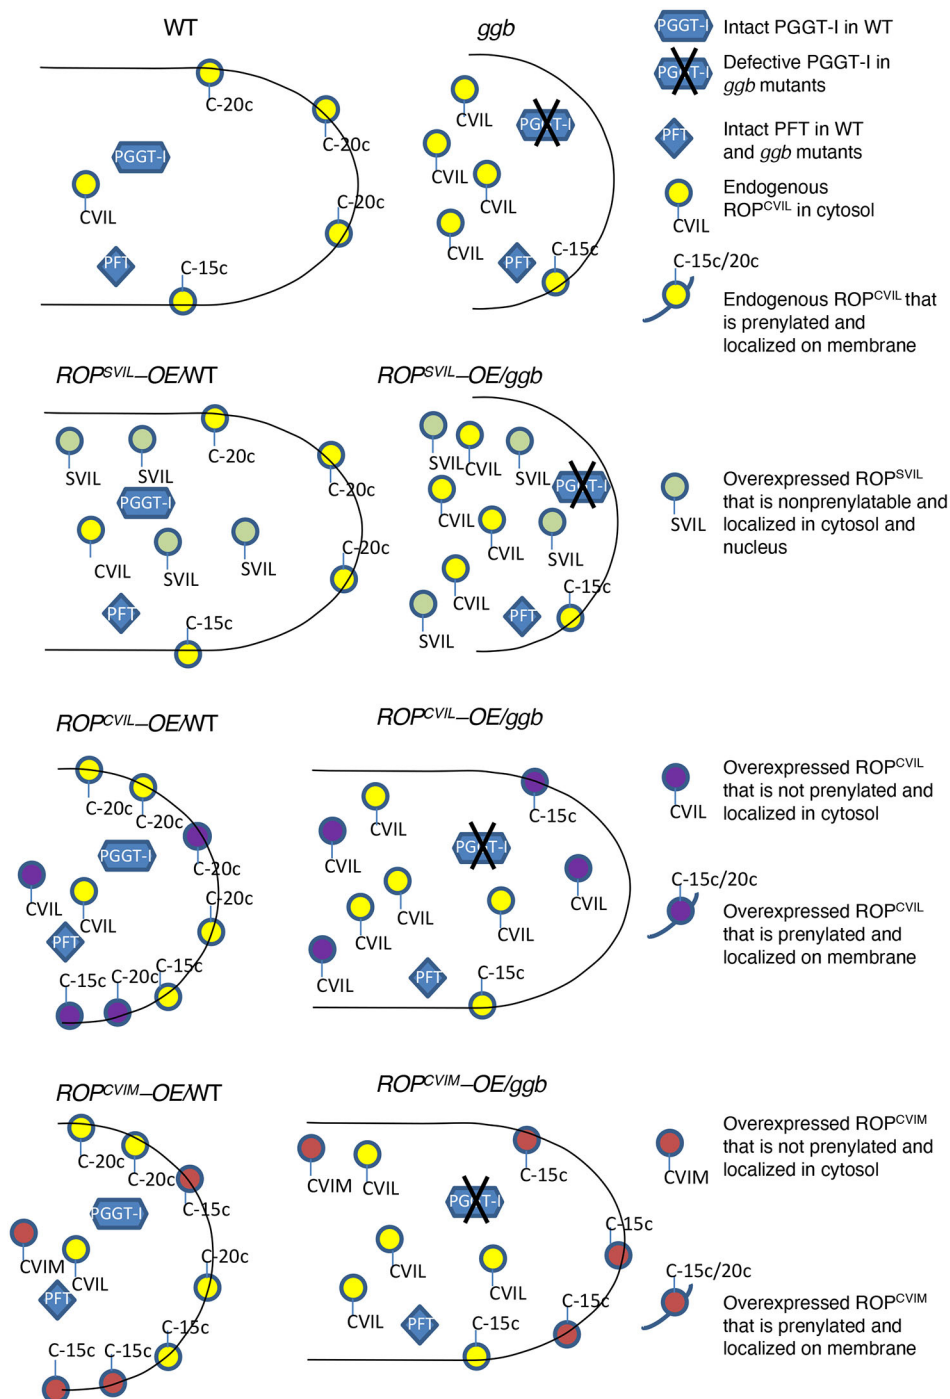 WT
C-20c
C-20c
PGGT-I
CVIL
C-20c
PFT
C-15c
ggb
CVIL
PGGT-I
CVIL
CVIL
CVIL
C-15c
PFT
PGGT-I
Intact PGGT-I in WT
PGGT-I
Defective PGGT-I in
ggb mutants
PFT
Intact PFT in WT
and ggb mutants
Endogenous
ROPCVIL in cytosol
CVIL
C-15c/20c
Endogenous ROPCVIL that
is prenylated and
localized on membrane
ROPSVIL–OE/WT
C-20c
SVIL
SVIL
C-20c
PGGT-I
CVIL
SVIL
SVIL
C-20c
PFT
C-15c
ROPSVIL–OE/ggb
SVIL
CVIL
SVIL
PGGT-I
CVIL
CVIL
SVIL
CVIL
C-15c
SVIL
PFT
Overexpressed ROPSVIL
that is nonprenylatable and
localized in cytosol and
nucleus
SVIL
ROPCVIL–OE/WT
C-20c
C-20c
PGGT-I
C-20c
CVIL
CVIL
C-20c
PFT
C-15c
C-20c
C-15c
ROPCVIL–OE/ggb
C-15c
CVIL
CVIL
PGGT-I
CVIL
CVIL
CVIL
CVIL
CVIL
PFT
C-15c
Overexpressed ROPCVIL
that is not prenylated and
localized in cytosol
CVIL
C-15c/20c
Overexpressed ROPCVIL
that is prenylated and
localized on membrane
ROPCVIM–OE/WT
C-20c
C-20c
C-15c
PGGT-I
CVIM
CVIL
C-20c
PFT
C-15c
C-15c
C-15c
ROPCVIM–OE/ggb
CVIM
CVIL
C-15c
PGGT-I
C-15c
CVIL
CVIL
CVIL
C-15c
PFT
C-15c
Overexpressed ROPCVIM
that is not prenylated and
localized in cytosol
CVIM
C-15c/20c
Overexpressed ROPCVIM
that is prenylated and
localized on membrane